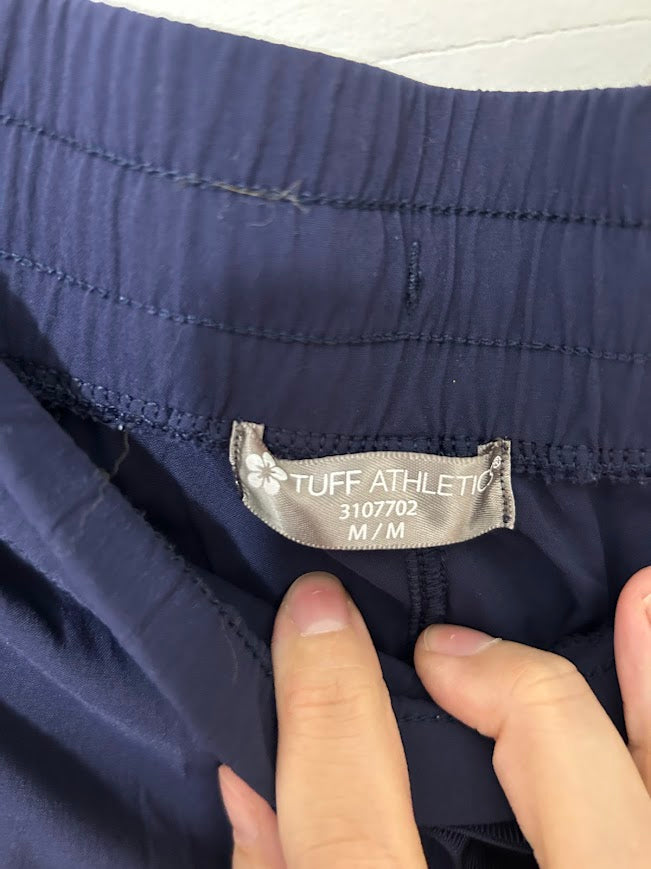 TUFF ATHLETIC®
3107702
M / M